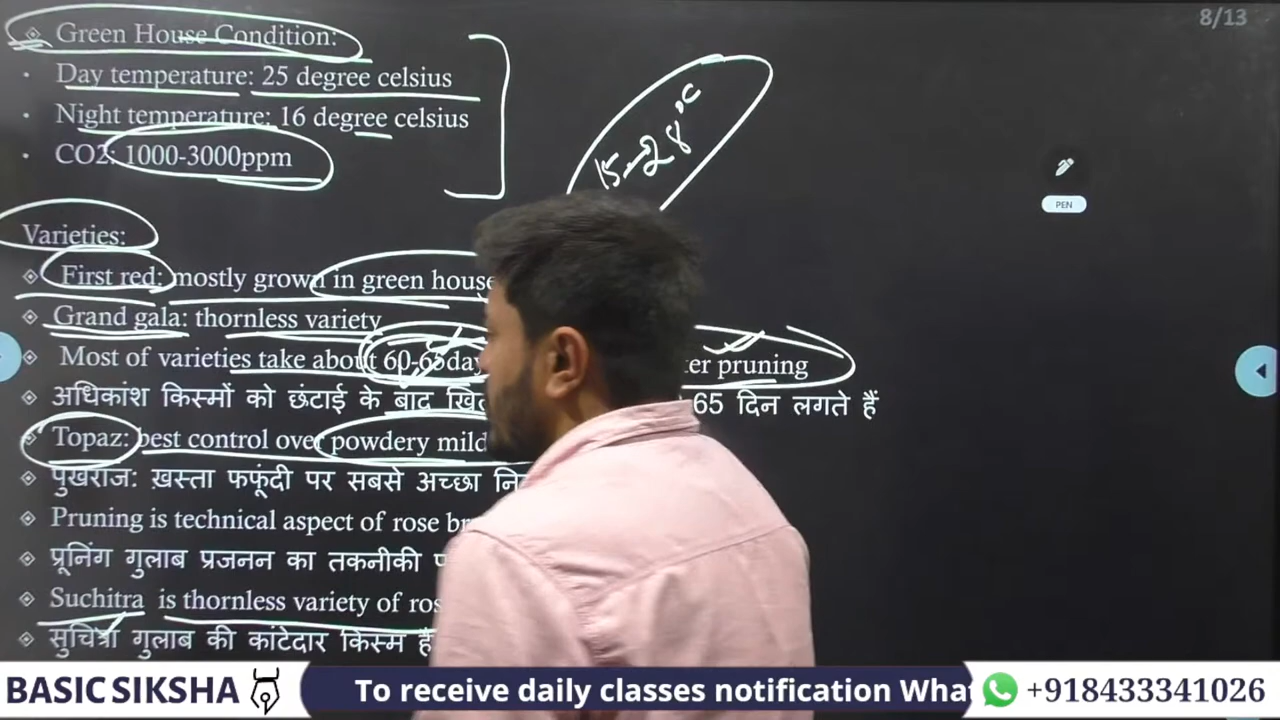 8/13
Green House Condition:
Day temperature: 25 degree celsius
Night temperature: 16 degree celsius
CO2: 1000-3000ppm
15-28°C
PEN
Varieties:
First red: mostly grown in green house
Grand gala: thornless variety
Most of varieties take about 60-65day ter pruning
अधिकांश किस्मों को छंटाई के बाद खि 65 दिन लगते हैं
Topaz: best control over powdery mild
पुखराज: ख़स्ता फफूंदी पर सबसे अच्छा नि
Pruning is technical aspect of rose br
प्रूनिंग गुलाब प्रजनन का तकनीकी प
Suchitra is thornless variety of ros
सुचित्रा गुलाब की कांटेदार किस्म है
BASIC SIKSHA To receive daily classes notification What +918433341026